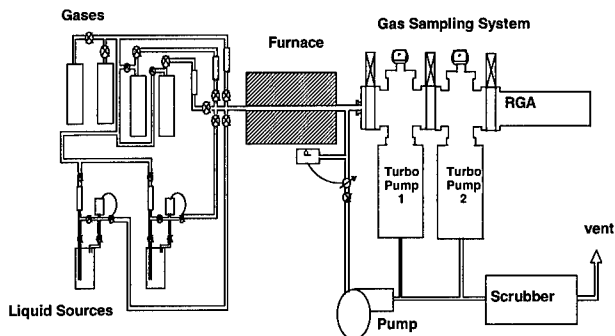 Gases
Gas Sampling System
Furnace
RGA
Turbo
Pump
1
Turbo
Pump
2
vent
Liquid Sources
Pump
Scrubber